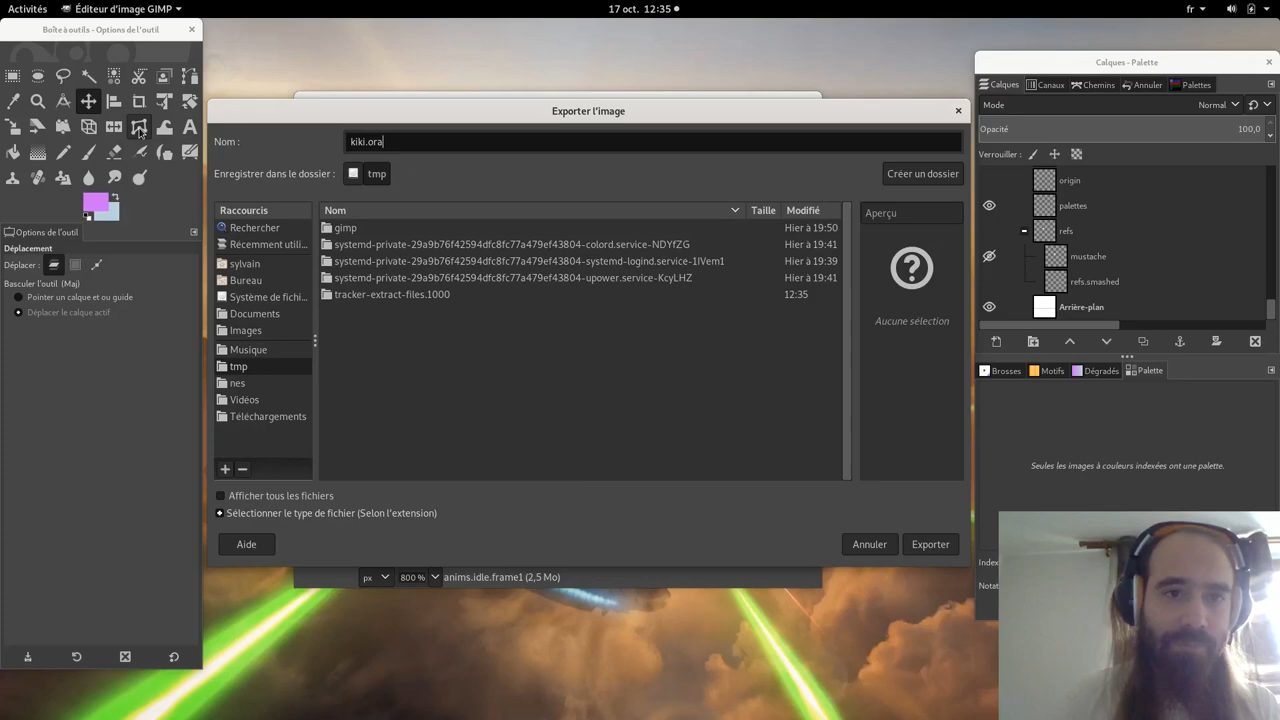 Activités
Éditeur d'image GIMP
17 oct. 12:35
fr
Boîte à outils - Options de l'outil
Calques - Palette
Calques
Canaux
Chemins
Annuler
Palettes
Exporter l'image
Mode
Normal
Nom :
kiki.ora
Opacité
100,0
Verrouiller :
Enregistrer dans le dossier :
tmp
Créer un dossier
origin
palettes
refs
mustache
refs.smashed
Arrière-plan
Raccourcis
Nom
Taille
Modifié
Aperçu
Rechercher
gimp
Hier à 19:50
Récemment utili...
systemd-private-29a9b76f42594dfc8fc77a479ef43804-colord.service-NDYfZG
Hier à 19:41
sylvain
systemd-private-29a9b76f42594dfc8fc77a479ef43804-systemd-logind.service-1IVem1
Hier à 19:39
Bureau
systemd-private-29a9b76f42594dfc8fc77a479ef43804-upower.service-KcyLHZ
Hier à 19:41
Système de fichi...
tracker-extract-files.1000
12:35
Documents
Images
Musique
tmp
nes
Vidéos
Téléchargements
Aucune sélection
Options de l'outil
Déplacement
Déplacer :
Basculer l'outil (Maj)
Pointer un calque et ou guide
Déplacer le calque actif
Brosses
Motifs
Dégradés
Palette
Seules les images à couleurs indexées ont une palette.
Afficher tous les fichiers
Sélectionner le type de fichier (Selon l'extension)
Aide
Annuler
Exporter
px
800 %
anims.idle.frame1 (2,5 Mo)
Index
Notat